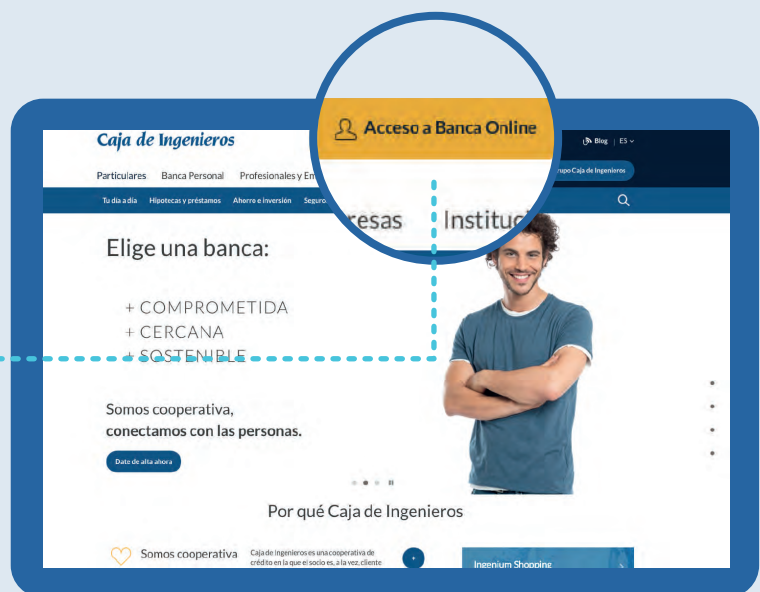 Acceso a Banca Online
Caja de Ingenieros
Blog | ES
Particulares Banca Personal Profesionales y
rupo Caja de Ingenieros
Tu día a día Hipotecas y préstamos Ahorro e inversión Seguro
resas Instituci
Elige una banca:
+ COMPROMETIDA
+ CERCANA
+ SOSTENIBLE
Somos cooperativa,
conectamos con las personas.
Date de alta ahora
Por qué Caja de Ingenieros
Somos cooperativa
Caja de Ingenieros es una cooperativa de
crédito en la que el socio es, a la vez, cliente
+
Ingenium Shopping